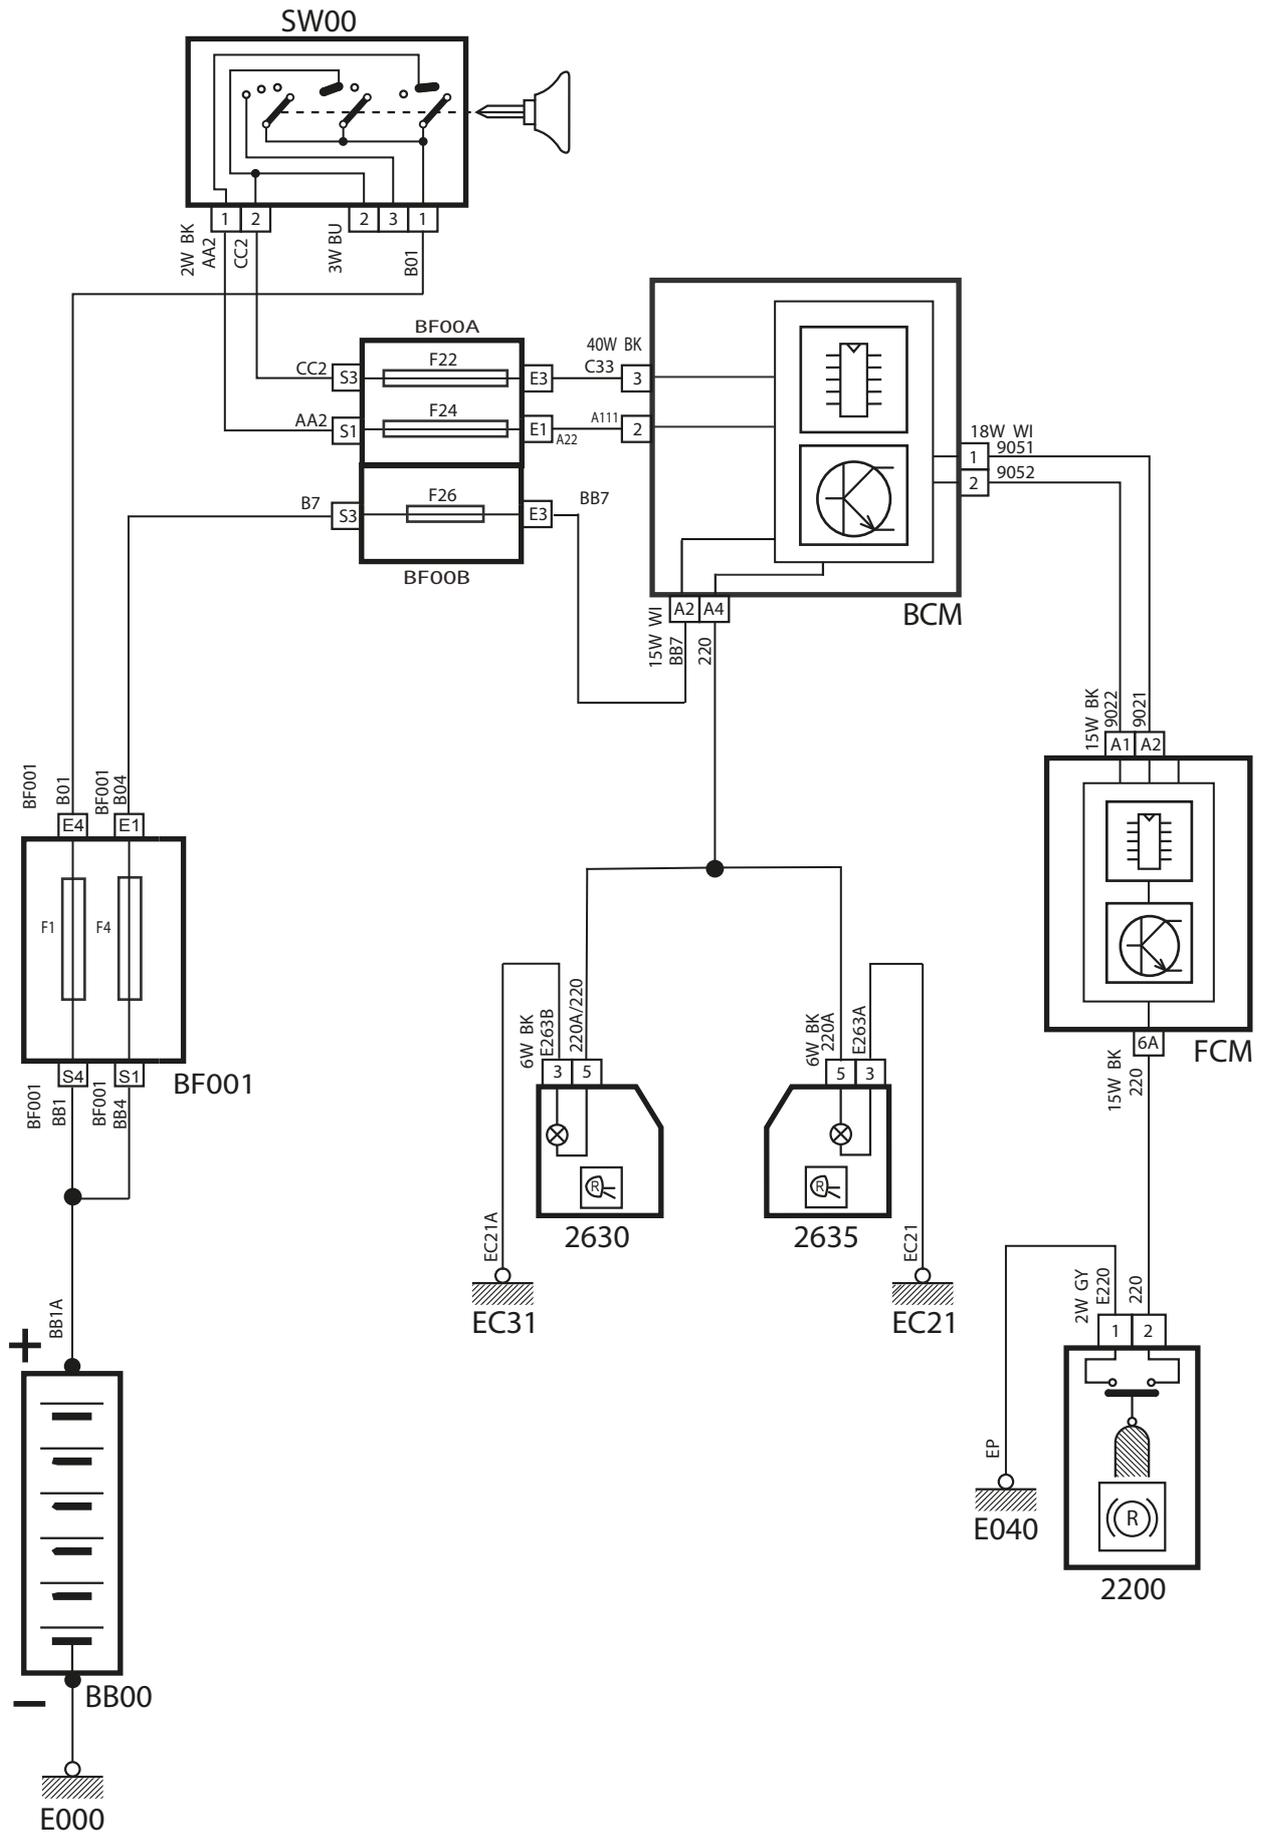 SW00
1 2 2 3 1
2W BK
AA2
CC2
3W BU
B01
BF00A
F22
CC2 S3 E3
40W BK
C33 3
F24
AA2 S1 E1 A22
A111 2
F26
B7 S3 E3 BB7
BF00B
18W WI
1 9051
2 9052
A2 A4
BCM
15W WI
BB7
220
15W BK
9022
9021
A1 A2
BF001
B01
BF001
B04
E4 E1
F1 F4
S4 S1
BF001
BF001
BB1
BF001
BB4
6A
FCM
15W BK
220
6W BK
E263B
220A/220
3 5
6W BK
220A
E263A
5 3
R
R
2630
2635
EC21A
EC31
EC21
EC21
2W GY
E220
220
1 2
EP
E040
R
2200
BB1A
+
−
BB00
E000